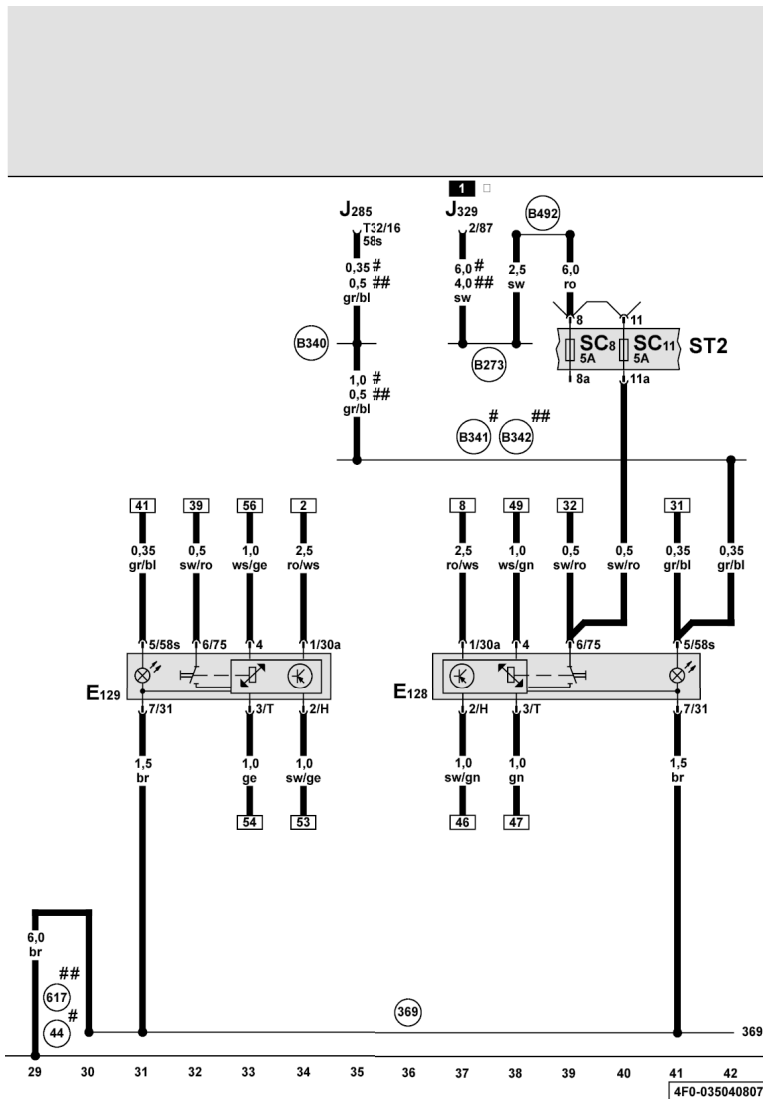 1
J285 J329 B492
T32/16 2/87
58s
0,35 # 6,0 # 2,5 6,0
0,5 ## 4,0 ## sw ro
gr/bl sw
8 11
B340 B273 SC8 SC11 ST2
5A 5A
1,0 # 8a 11a
0,5 ##
gr/bl
# ##
B341 B342
41 39 56 2 8 49 32 31
0,35 0,5 1,0 2,5 2,5 1,0 0,5 0,5 0,35 0,35
gr/bl sw/ro ws/ge ro/ws ro/ws ws/gn sw/ro sw/ro gr/bl gr/bl
5/58s 6/75 4 1/30a 1/30a 4 6/75 5/58s
E129 E128
7/31 3/T 2/H 2/H 3/T 7/31
1,5 1,0 1,0 1,0 1,0 1,5
br ge sw/ge sw/gn gn br
54 53 46 47
6,0
br
##
617
# 369
44 369
29 30 31 32 33 34 35 36 37 38 39 40 41 42
4F0-035040807